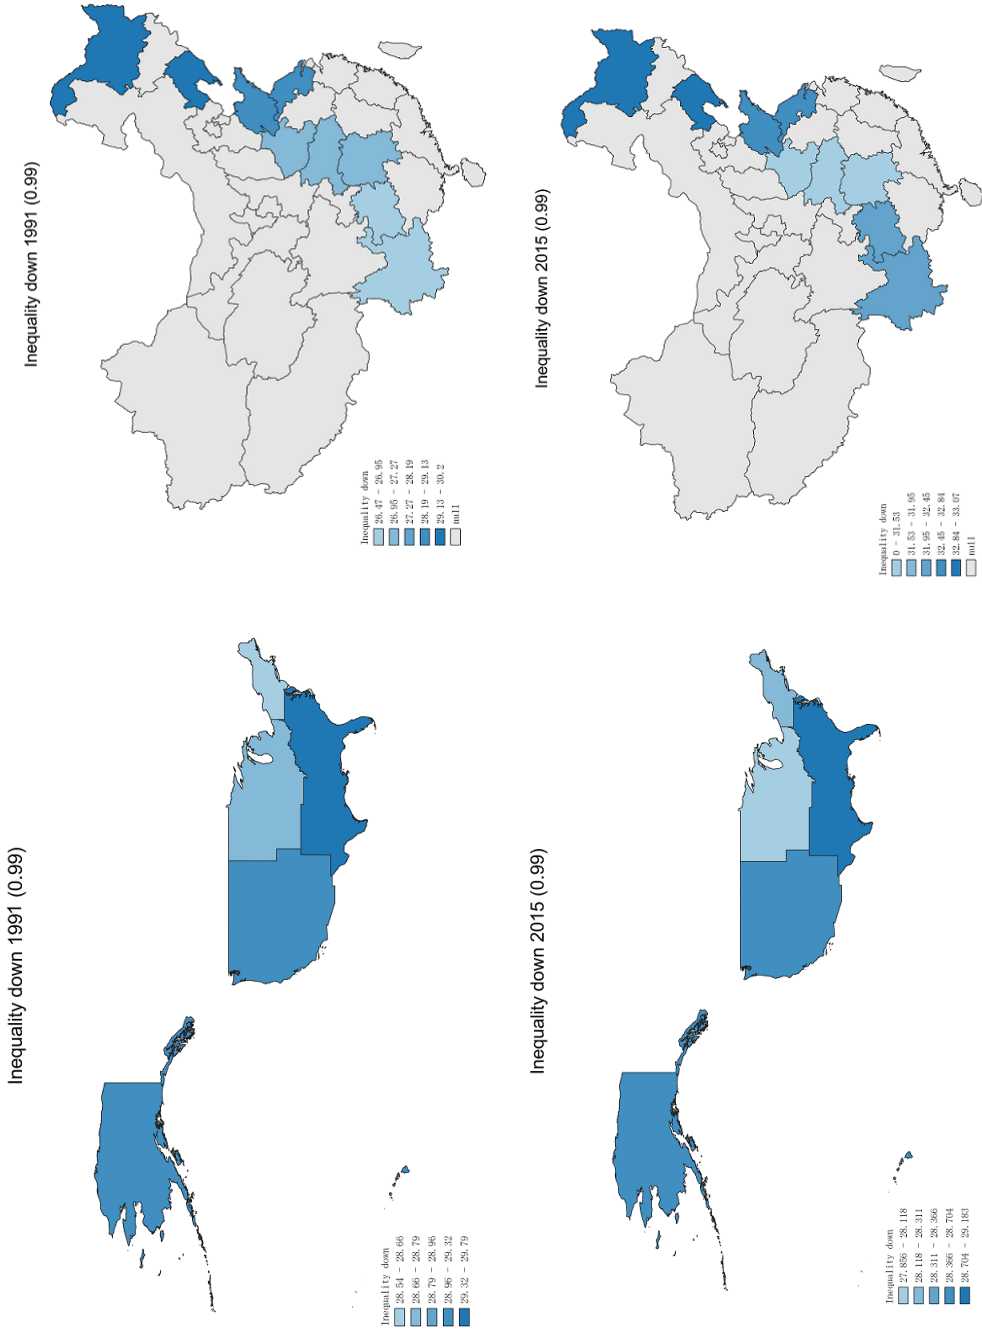 Inequality down 1991 (0.99)
Inequality down
26.47 - 26.95
26.95 - 27.27
27.27 - 28.19
28.19 - 29.13
29.13 - 30.2
null
Inequality down 2015 (0.99)
Inequality down
0 - 31.53
31.53 - 31.95
31.95 - 32.45
32.45 - 32.84
32.84 - 33.07
null
Inequality down 1991 (0.99)
Inequality down
28.54 - 28.66
28.66 - 28.79
28.79 - 28.96
28.96 - 29.32
29.32 - 29.79
Inequality down 2015 (0.99)
Inequality down
27.856 - 28.118
28.118 - 28.311
28.311 - 28.366
28.366 - 28.704
28.704 - 29.183